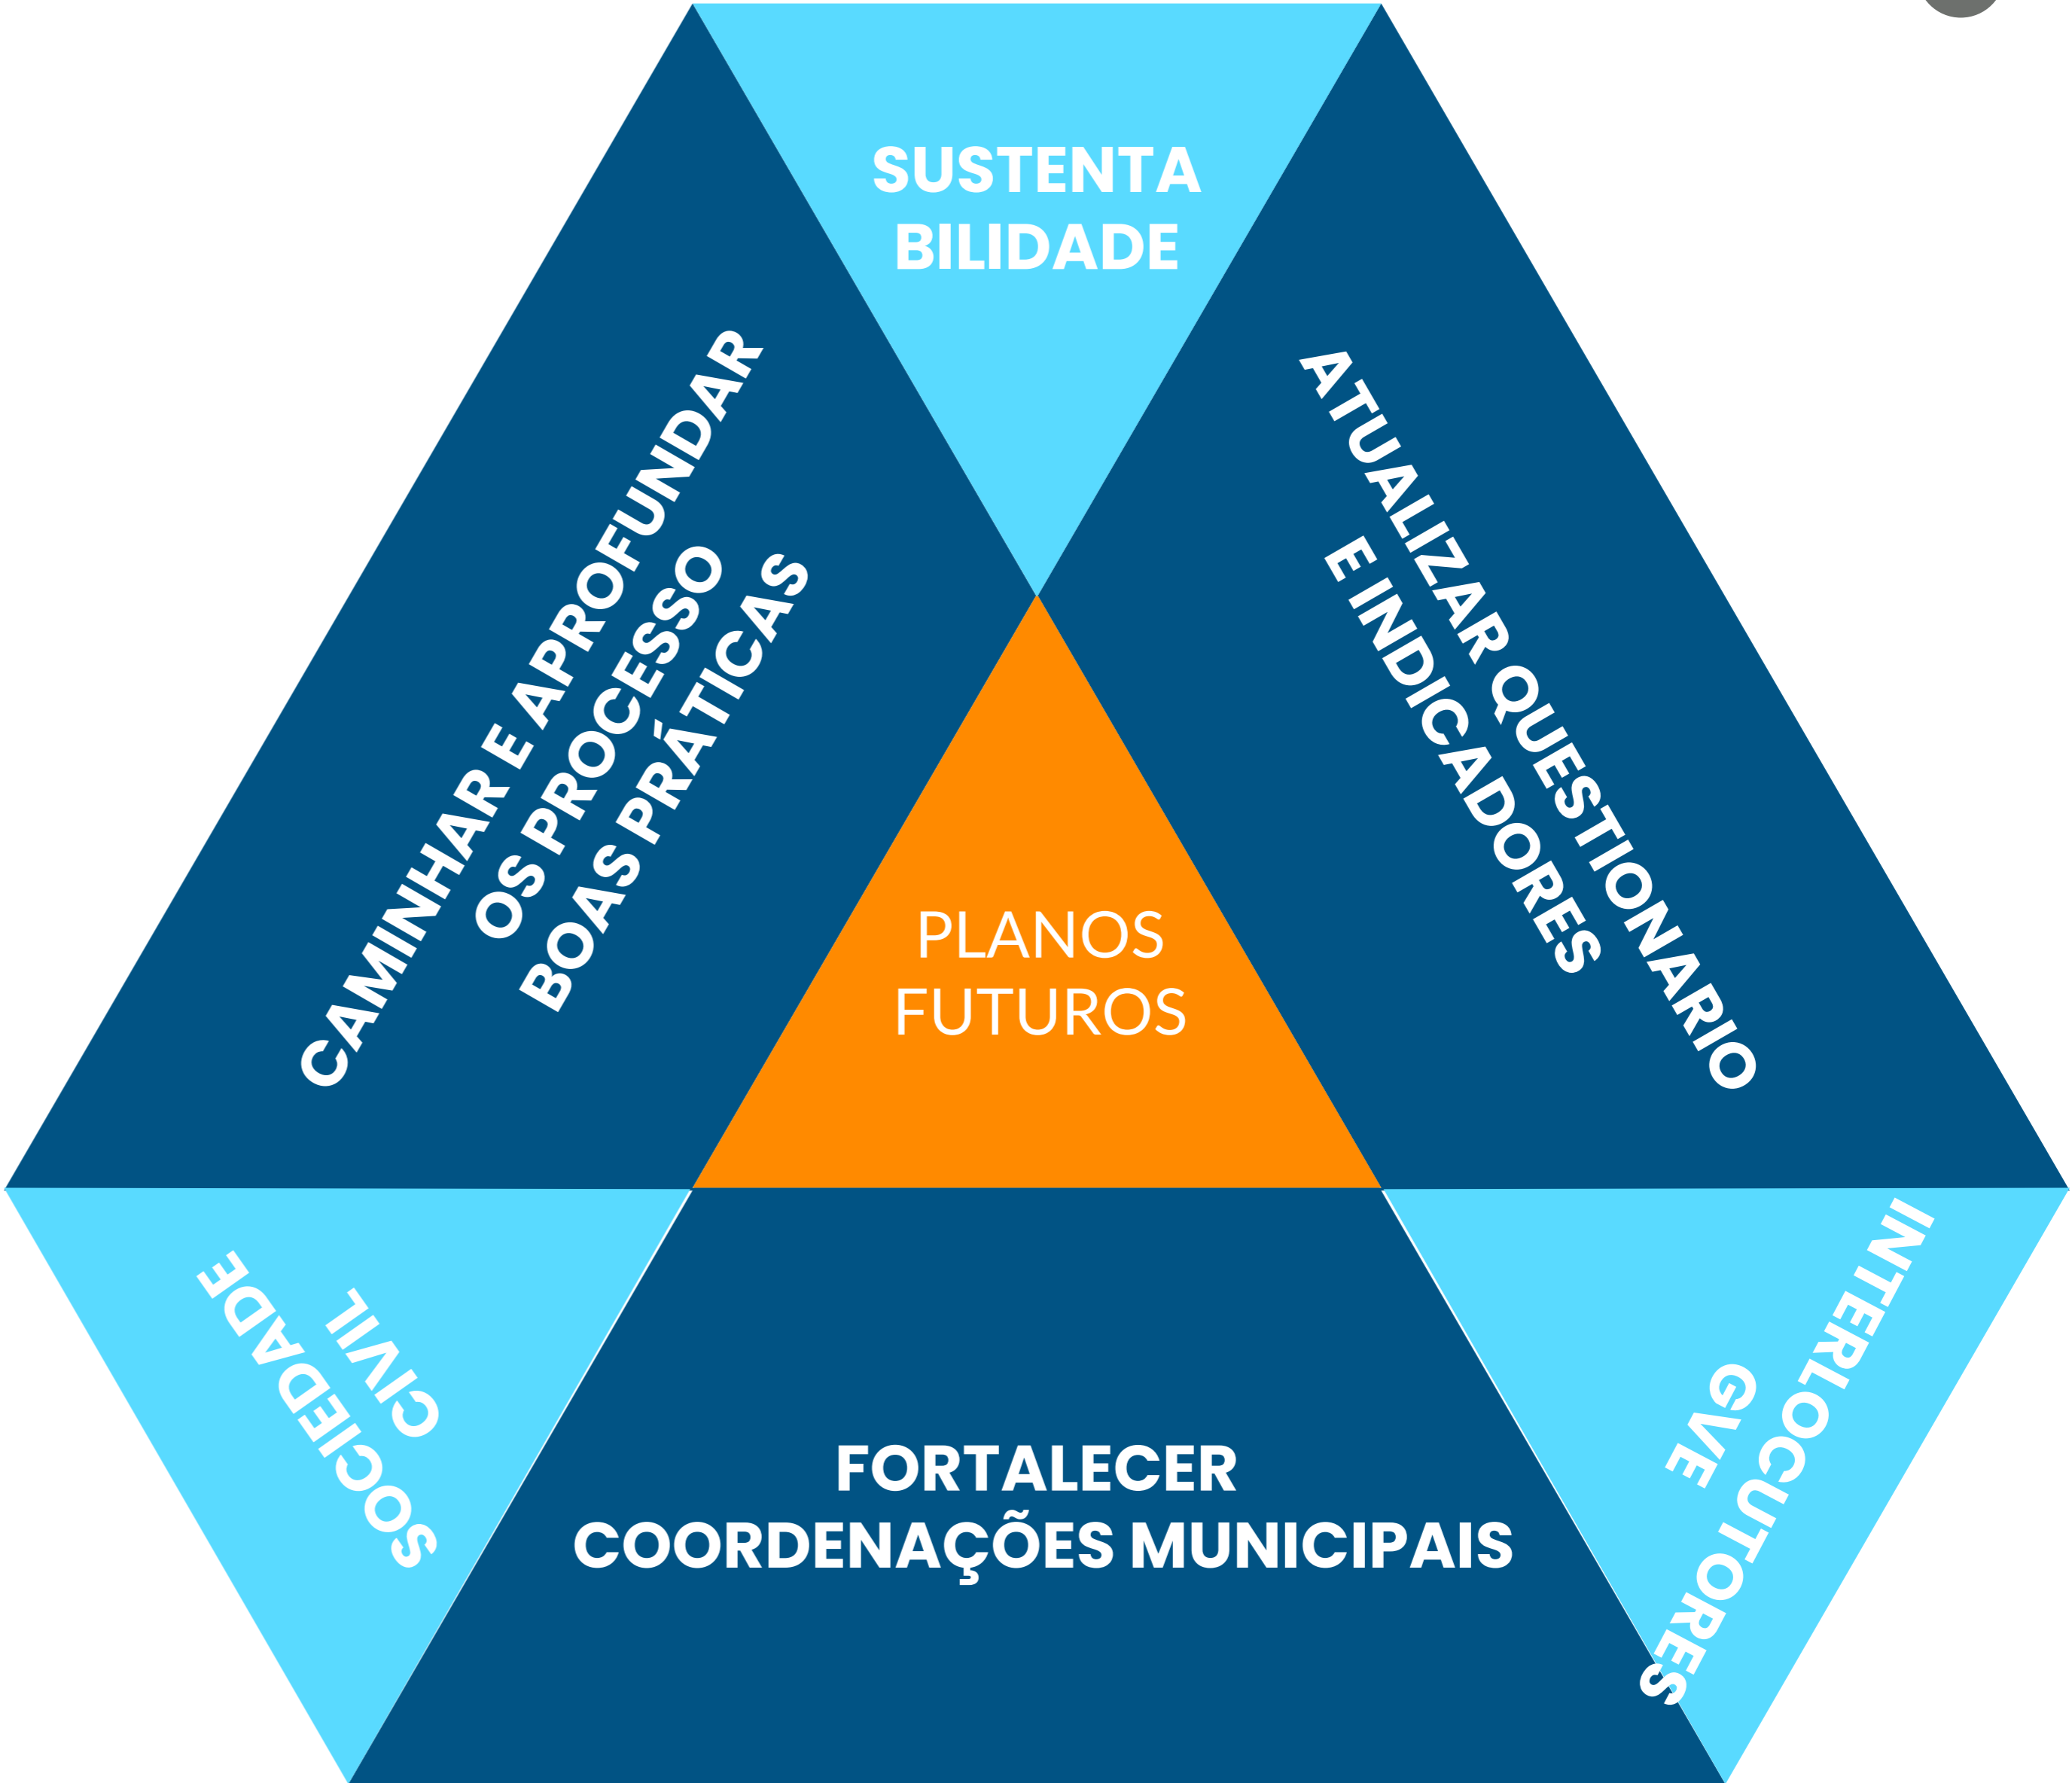 SUSTENTA
BILIDADE
CAMINHAR E APROFUNDAR
OS PROCESSO
BOAS PRÁTICAS
ATUALIZAR QUESTIONÁRIO
E INDICADORES
PLANOS
FUTUROS
SOCIEDADE
CIVIL
FORTALECER
COORDENAÇÕES MUNICIPAIS
INTERLOCUTORES
GVE